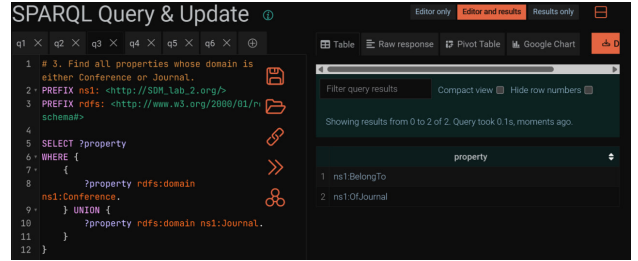 SPARQL Query & Update
Editor only
Editor and results
Results only
q1 × q2 × q3 × q4 × q5 × q6 ×
Table
Raw response
Pivot Table
Google Chart
D
1 # 3. Find all properties whose domain is
either Conference or Journal.
2 PREFIX ns1: <http://SDM_lab_2.org/>
3 PREFIX rdfs: <http://www.w3.org/2000/01/r
schema#>
4
5 SELECT ?property
6 WHERE {
7 {
8 ?property rdfs:domain
ns1:Conference.
9 } UNION {
10 ?property rdfs:domain ns1:Journal.
11 }
12 }
Filter query results
Compact view
Hide row numbers
Showing results from 0 to 2 of 2. Query took 0.1s, moments ago.
property
1 ns1:BelongTo
2 ns1:OfJournal